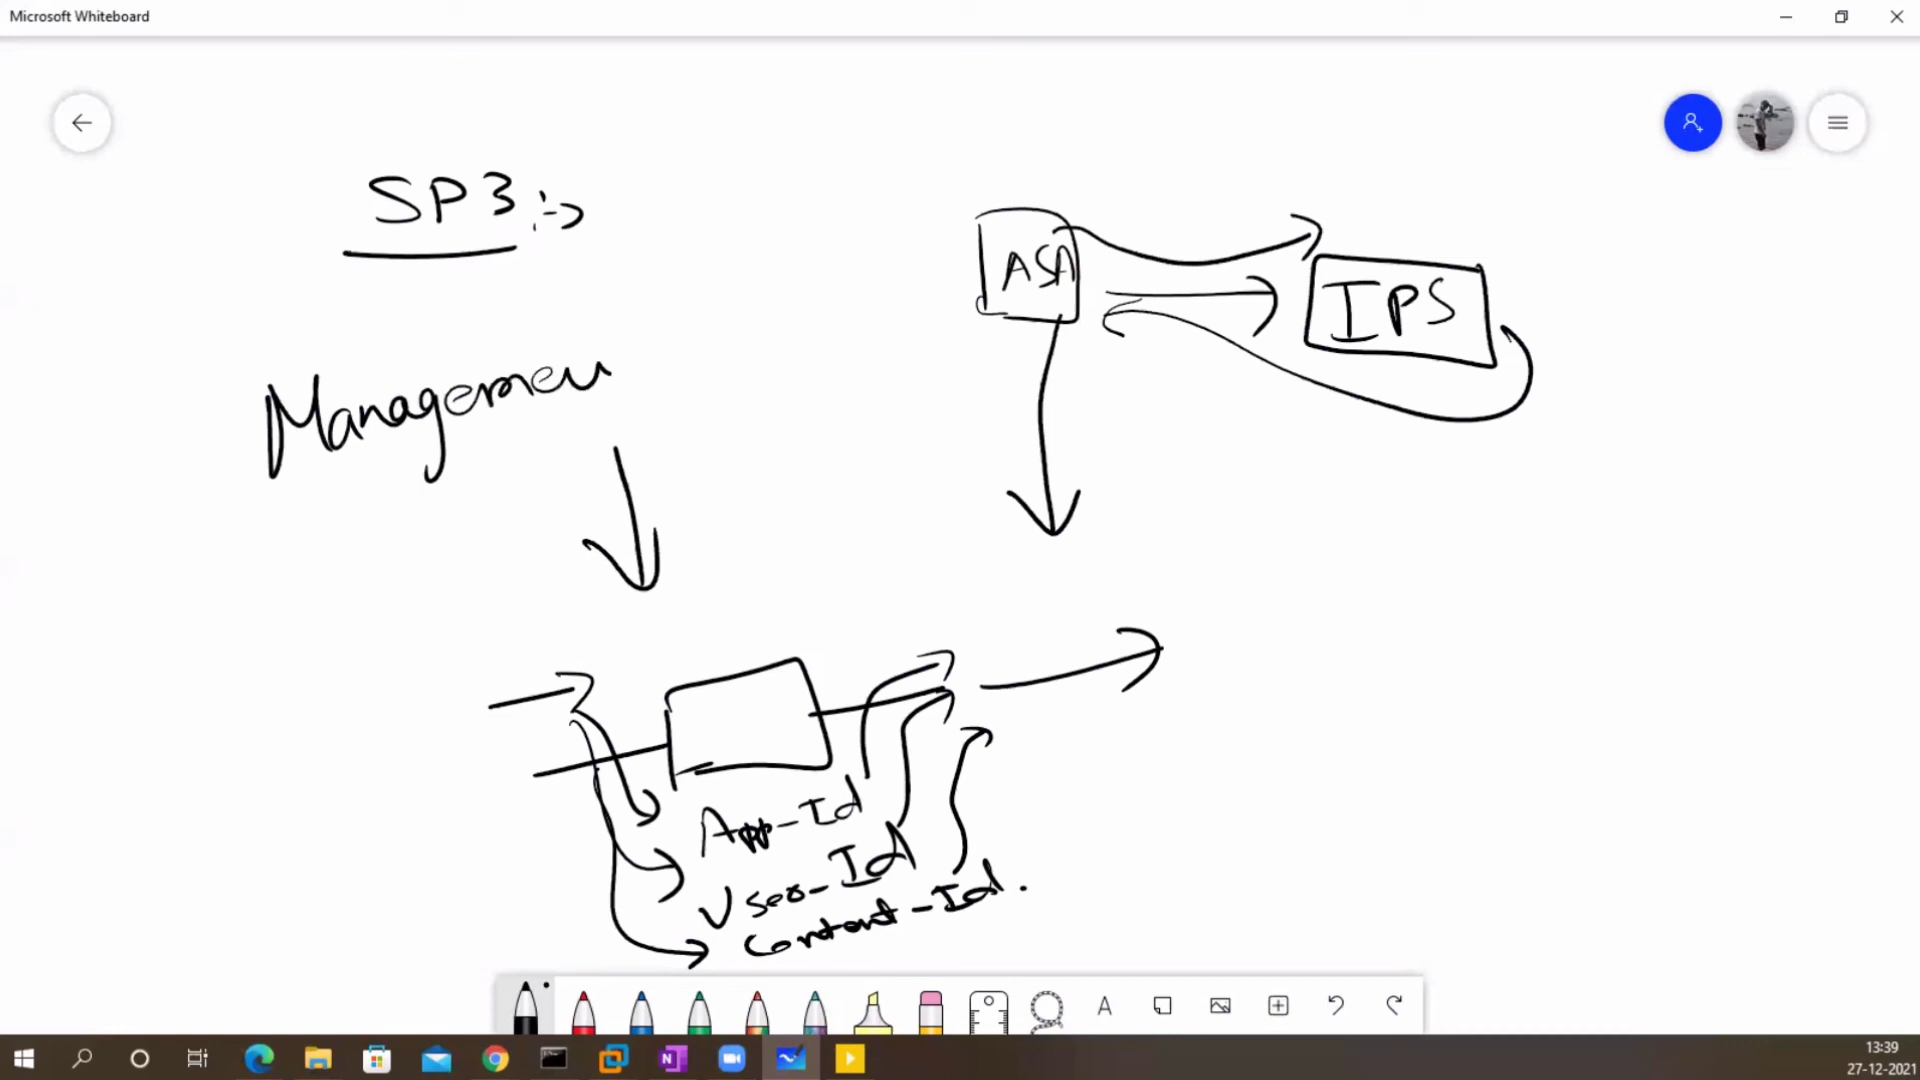 Microsoft Whiteboard
SP3 :->
ASA
IPS
Managemen
App-Id
User-Id
Content-Id.
A
N
13:39
27-12-2021